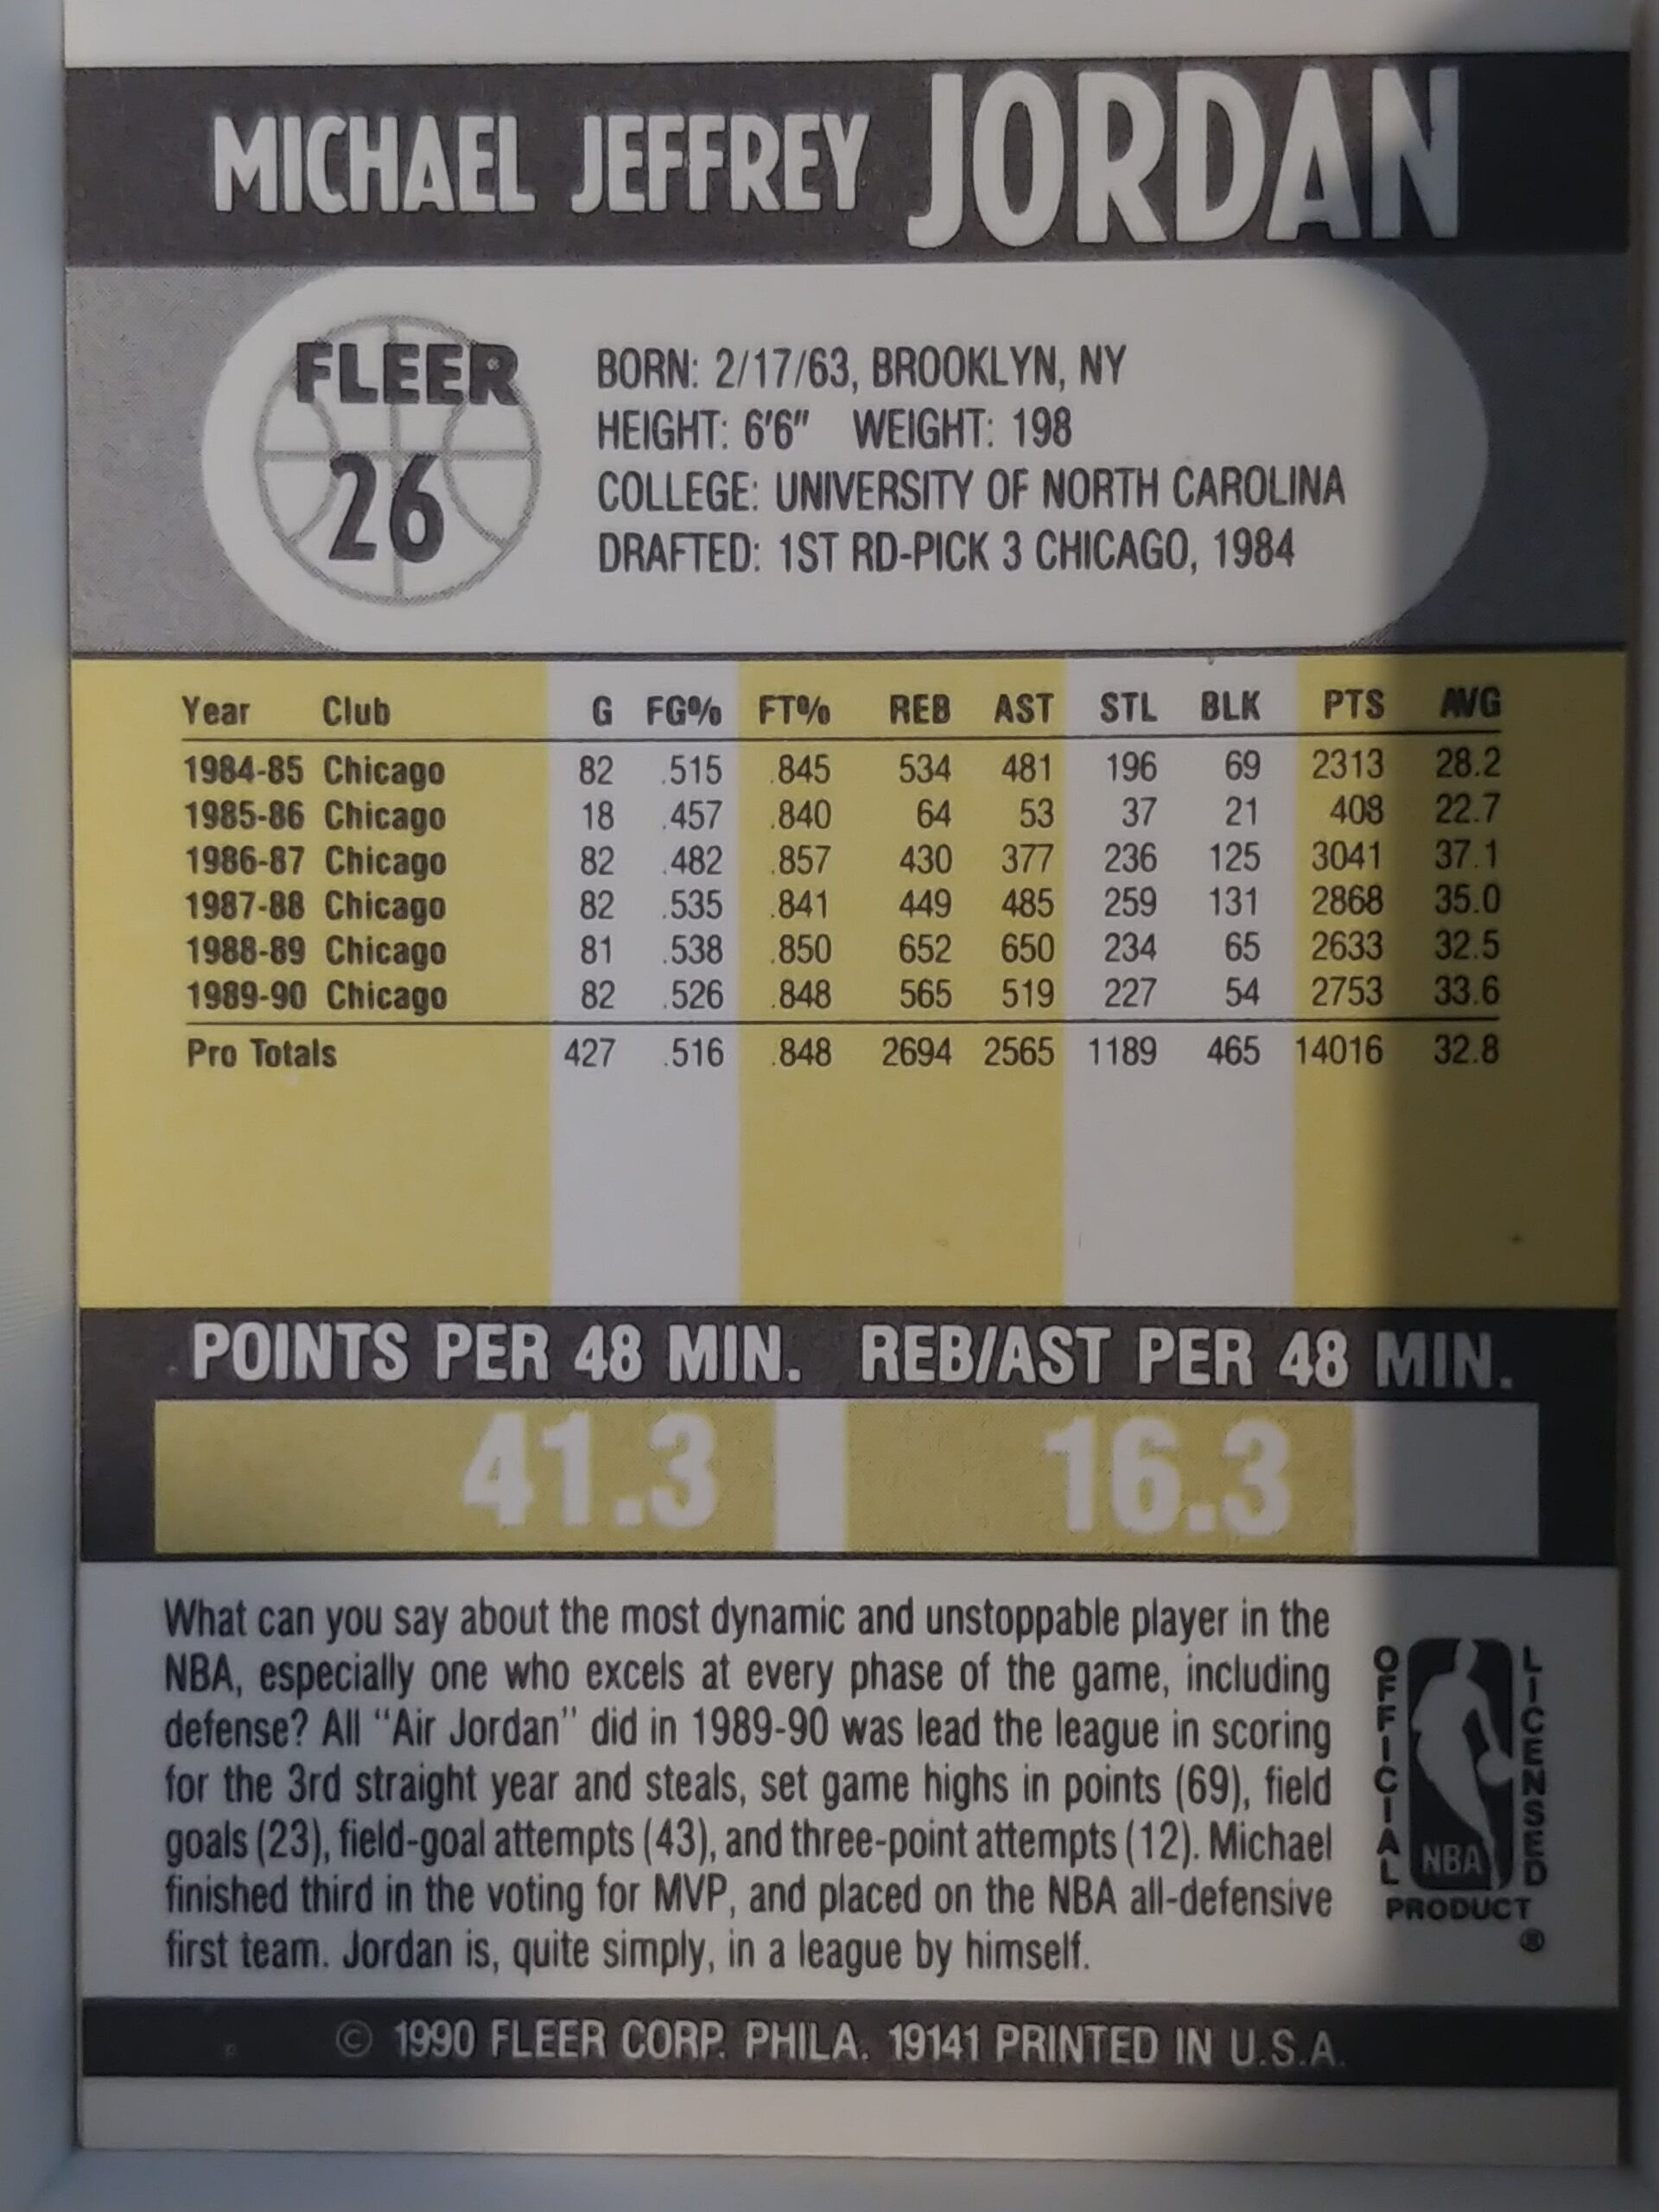 MICHAEL JEFFREY JORDAN
FLEER
26
BORN: 2/17/63, BROOKLYN, NY
HEIGHT: 6'6" WEIGHT: 198
COLLEGE: UNIVERSITY OF NORTH CAROLINA
DRAFTED: 1ST RD-PICK 3 CHICAGO, 1984
Year Club G FG% FT% REB AST STL BLK PTS AVG
1984-85 Chicago 82 .515 .845 534 481 196 69 2313 28.2
1985-86 Chicago 18 .457 .840 64 53 37 21 408 22.7
1986-87 Chicago 82 .482 .857 430 377 236 125 3041 37.1
1987-88 Chicago 82 .535 .841 449 485 259 131 2868 35.0
1988-89 Chicago 81 .538 .850 652 650 234 65 2633 32.5
1989-90 Chicago 82 .526 .848 565 519 227 54 2753 33.6
Pro Totals 427 .516 .848 2694 2565 1189 465 14016 32.8
POINTS PER 48 MIN. REB/AST PER 48 MIN.
41.3 16.3
What can you say about the most dynamic and unstoppable player in the
NBA, especially one who excels at every phase of the game, including
defense? All "Air Jordan" did in 1989-90 was lead the league in scoring
for the 3rd straight year and steals, set game highs in points (69), field
goals (23), field-goal attempts (43), and three-point attempts (12). Michael
finished third in the voting for MVP, and placed on the NBA all-defensive
first team. Jordan is, quite simply, in a league by himself.
OFFICIAL
NBA
LICENSED
PRODUCT
®
© 1990 FLEER CORP. PHILA. 19141 PRINTED IN U.S.A.